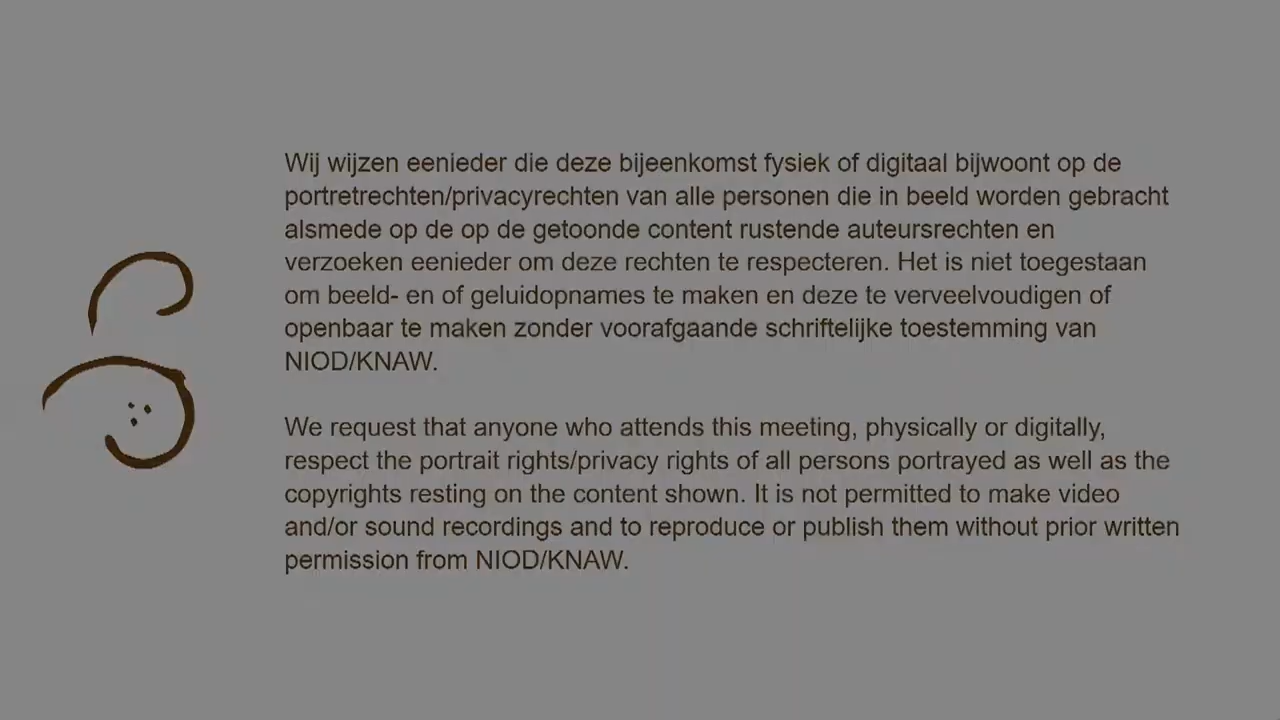 Wij wijzen eenieder die deze bijeenkomst fysiek of digitaal bijwoont op de
portretrechten/privacyrechten van alle personen die in beeld worden gebracht
alsmede op de op de getoonde content rustende auteursrechten en
verzoeken eenieder om deze rechten te respecteren. Het is niet toegestaan
om beeld- en of geluidopnames te maken en deze te verveelvoudigen of
openbaar te maken zonder voorafgaande schriftelijke toestemming van
NIOD/KNAW.
We request that anyone who attends this meeting, physically or digitally,
respect the portrait rights/privacy rights of all persons portrayed as well as the
copyrights resting on the content shown. It is not permitted to make video
and/or sound recordings and to reproduce or publish them without prior written
permission from NIOD/KNAW.